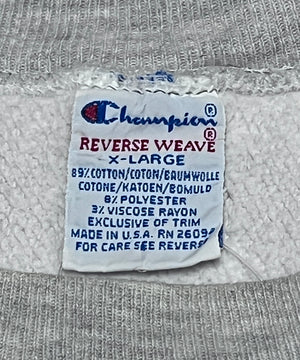 Champion®
REVERSE WEAVE®
X-LARGE
89% COTTON/COTON/BAUMWOLLE
COTONE/KATOEN/BOMULD
8% POLYESTER
3% VISCOSE RAYON
EXCLUSIVE OF TRIM
MADE IN U.S.A. RN 26094
FOR CARE SEE REVERSE